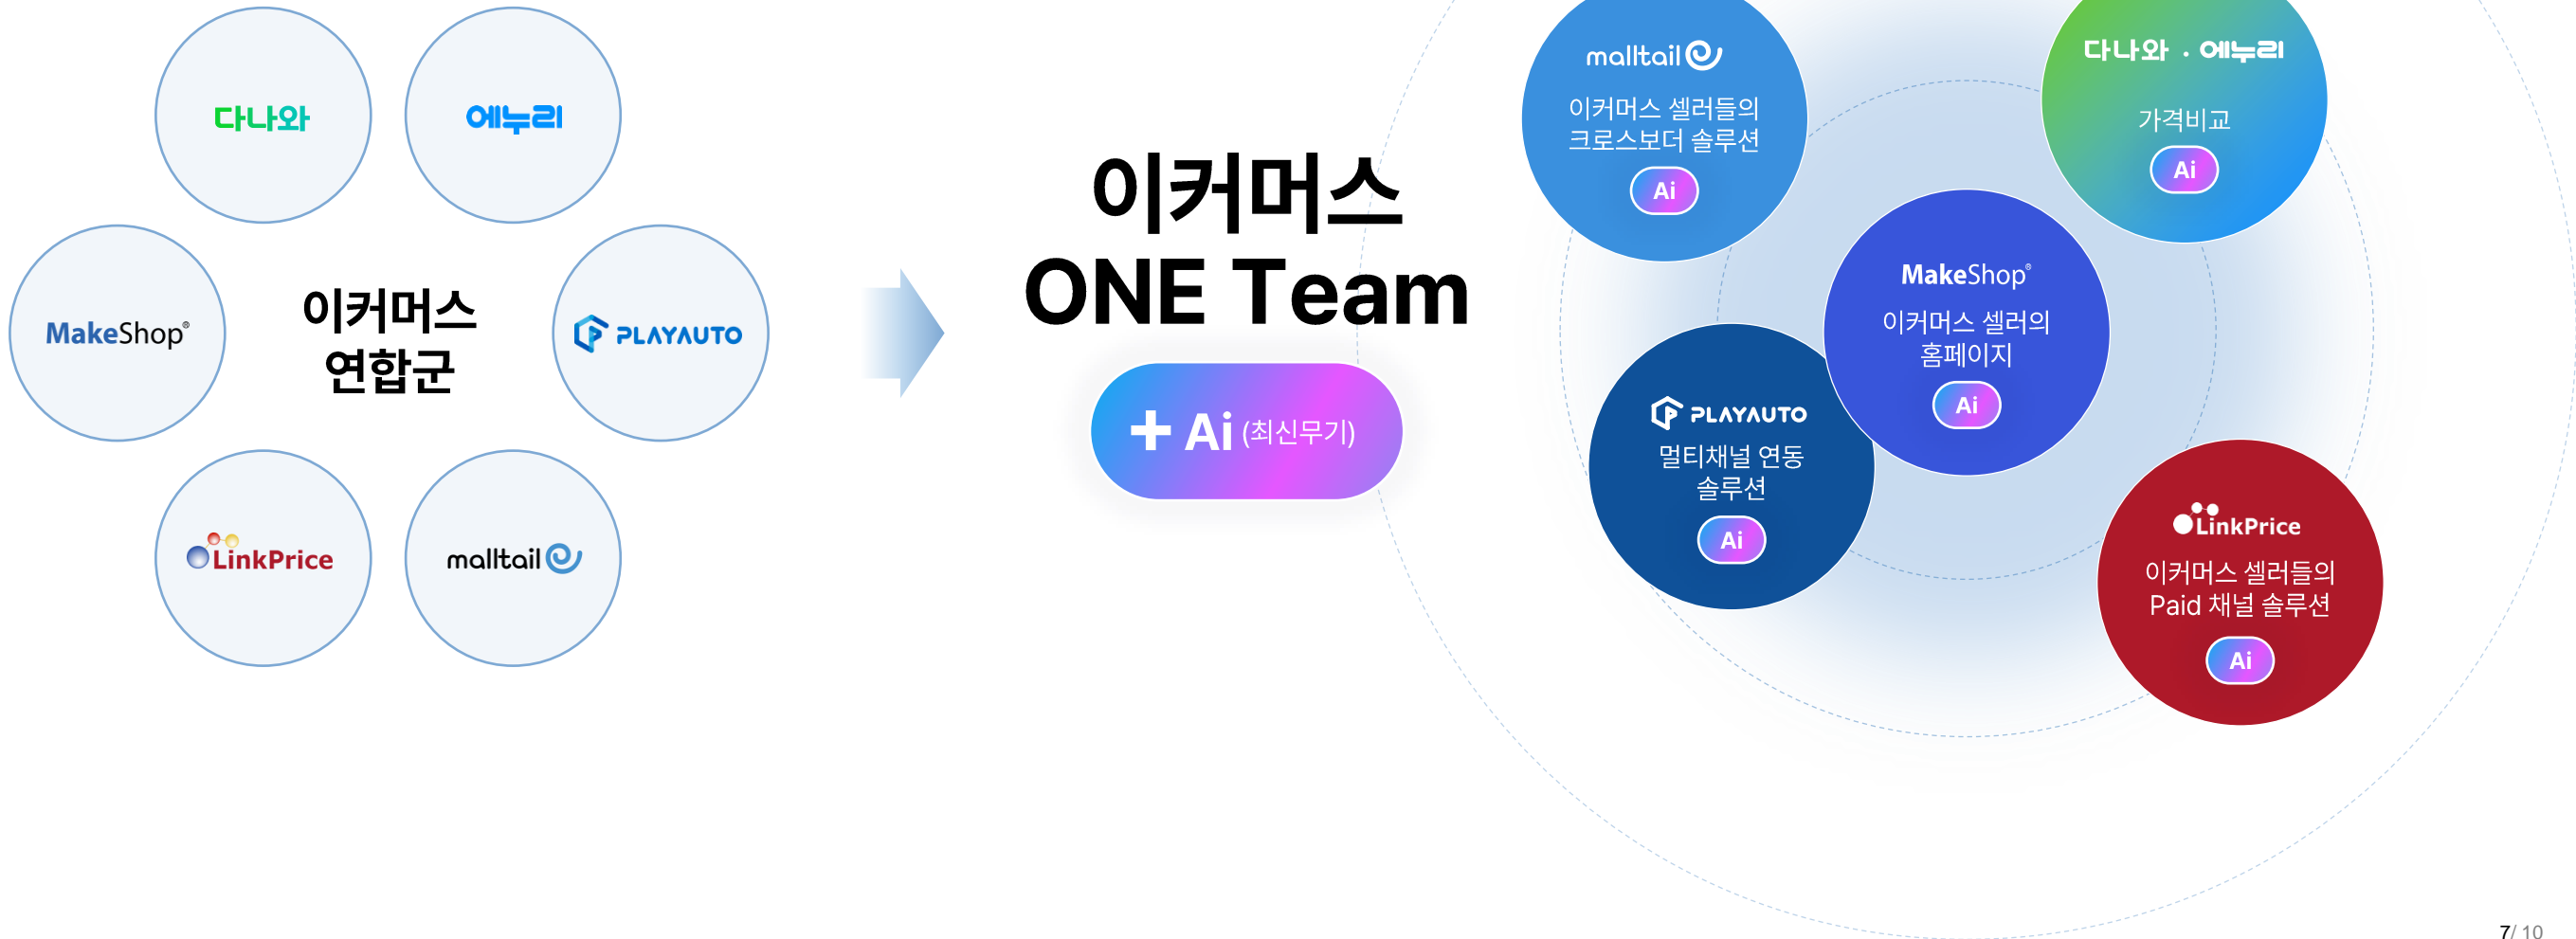 다나와
에누리
MakeShop®
이커머스
연합군
PLAYAUTO
LinkPrice
malltail
이커머스
ONE Team
+ Ai (최신무기)
malltail
이커머스 셀러들의
크로스보더 솔루션
Ai
다나와 · 에누리
가격비교
Ai
MakeShop®
이커머스 셀러의
홈페이지
Ai
PLAYAUTO
멀티채널 연동
솔루션
Ai
LinkPrice
이커머스 셀러들의
Paid 채널 솔루션
Ai
7/ 10